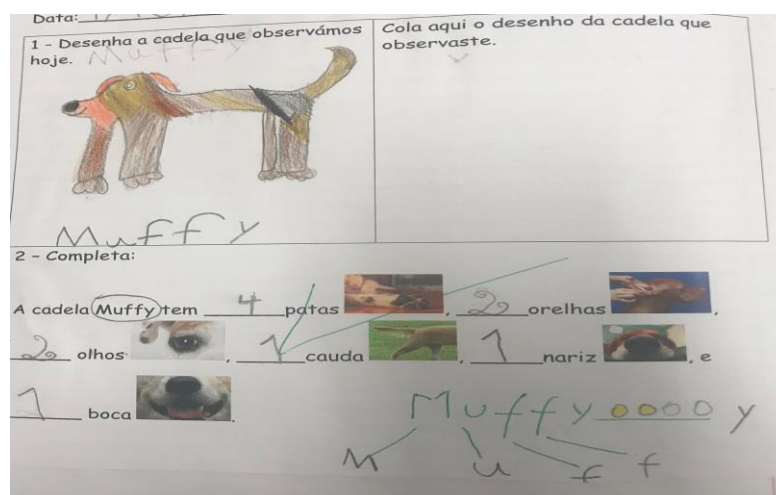 Data:
1 - Desenha a cadela que observámos
hoje. Muffy
Muffy
Cola aqui o desenho da cadela que
observaste.
2 - Completa:
A cadela Muffy tem 4 patas, 2 orelhas,
2 olhos, 1 cauda, 1 nariz, e
1 boca.
Muffy y
M u f f